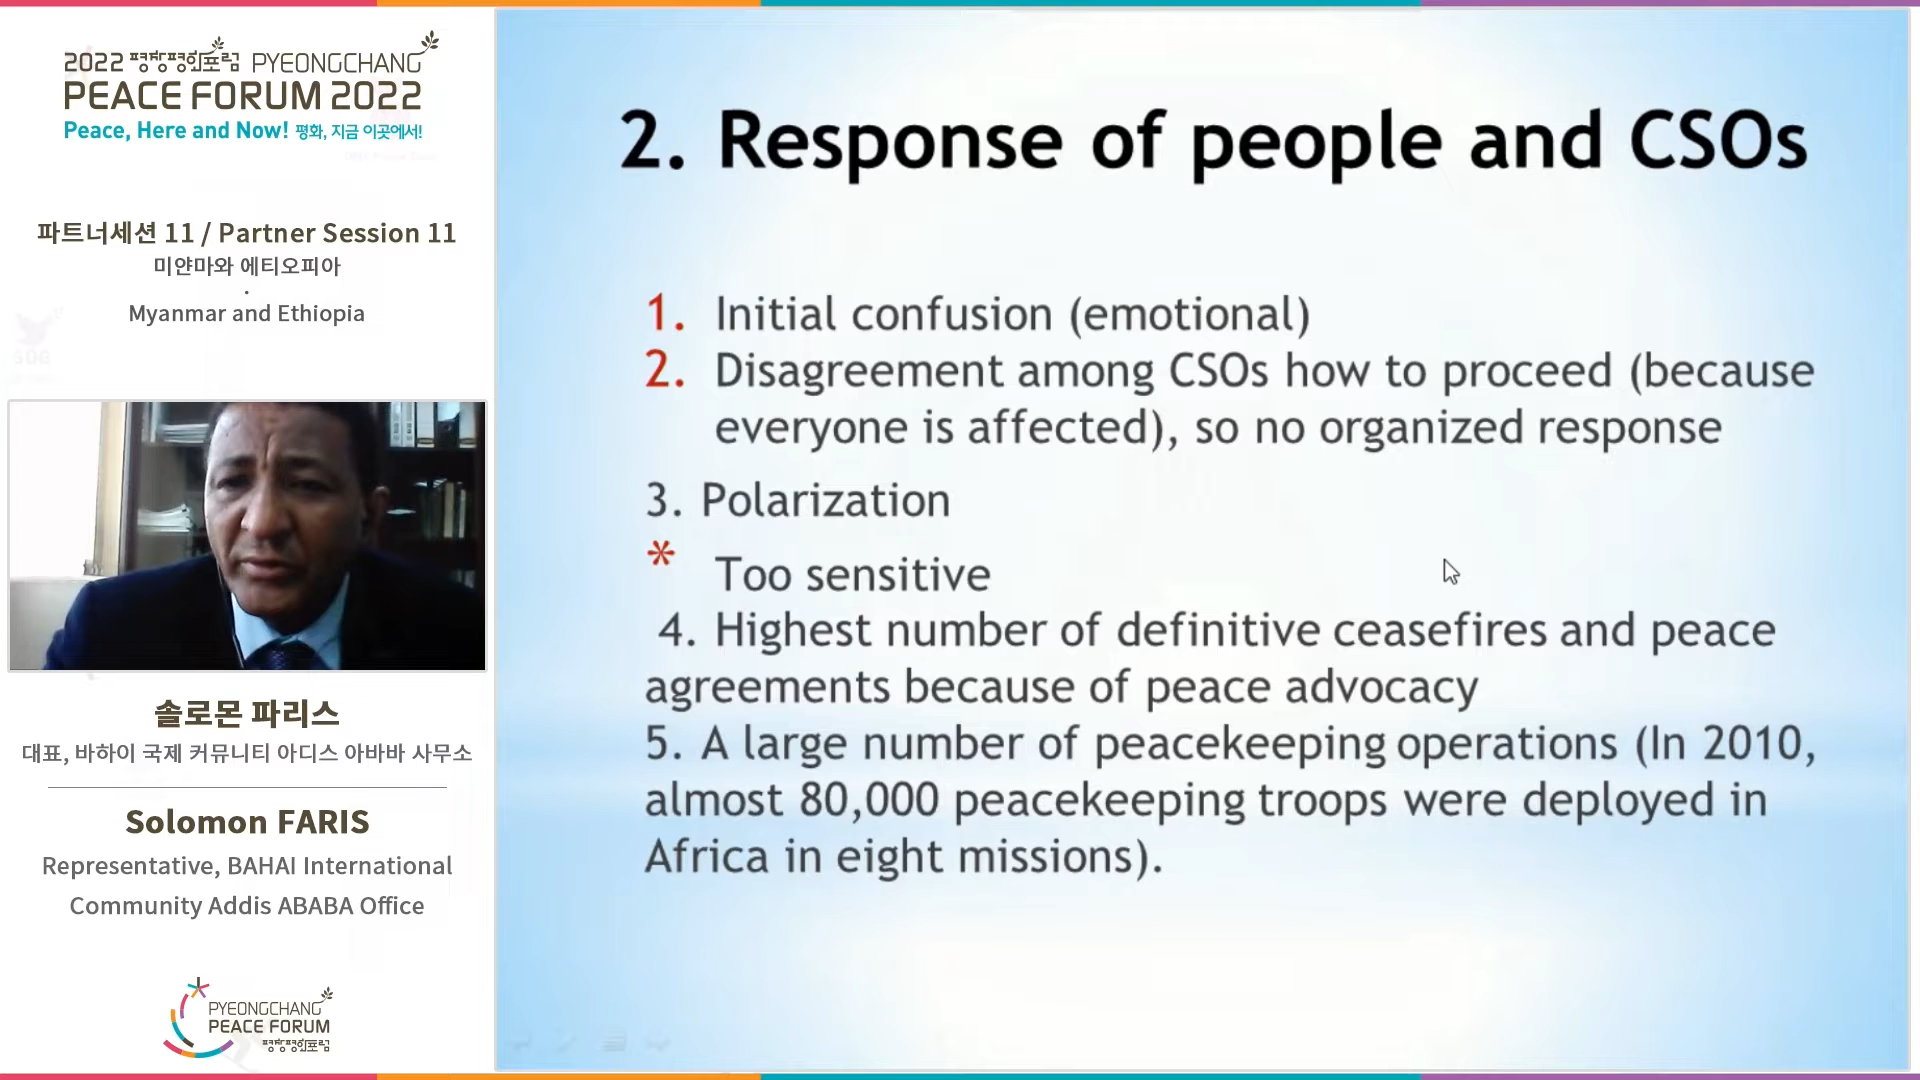 2022 평창평화포럼 PYEONGCHANG
PEACE FORUM 2022
Peace, Here and Now! 평화, 지금 이곳에서!
파트너세션 11 / Partner Session 11
미얀마와 에티오피아
·
Myanmar and Ethiopia
솔로몬 파리스
대표, 바하이 국제 커뮤니티 아디스 아바바 사무소
Solomon FARIS
Representative, BAHAI International
Community Addis ABABA Office
PYEONGCHANG
PEACE FORUM
평창평화포럼
2. Response of people and CSOs
1. Initial confusion (emotional)
2. Disagreement among CSOs how to proceed (because
everyone is affected), so no organized response
3. Polarization
* Too sensitive
4. Highest number of definitive ceasefires and peace
agreements because of peace advocacy
5. A large number of peacekeeping operations (In 2010,
almost 80,000 peacekeeping troops were deployed in
Africa in eight missions).